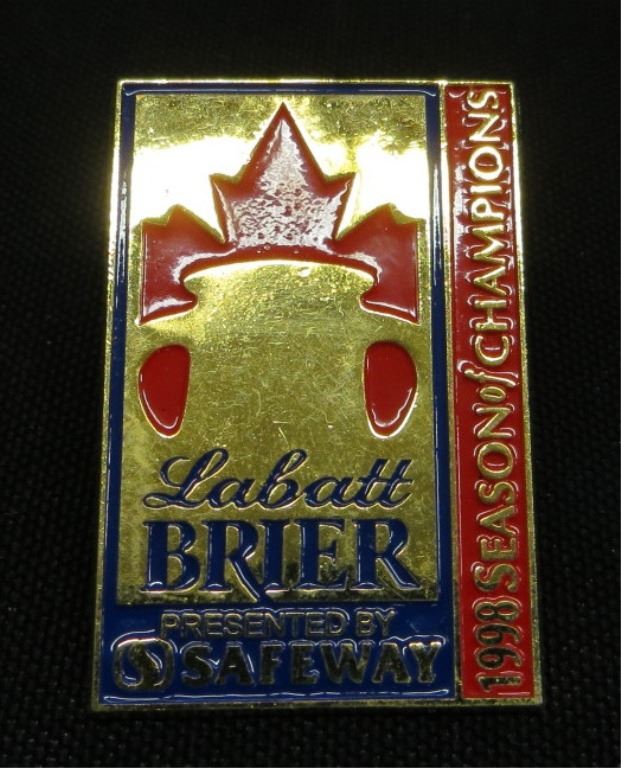 Labatt
BRIER
PRESENTED BY
S SAFEWAY
1998 SEASON of CHAMPIONS